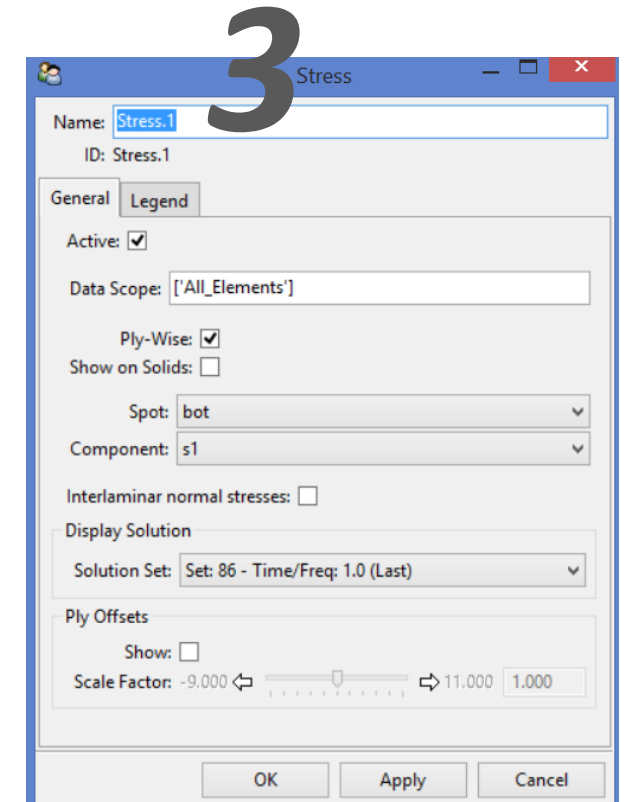 3
Stress
Name: Stress.1
ID: Stress.1
General Legend
Active:
Data Scope: ['All_Elements']
Ply-Wise:
Show on Solids:
Spot: bot
Component: s1
Interlaminar normal stresses:
Display Solution
Solution Set: Set: 86 - Time/Freq: 1.0 (Last)
Ply Offsets
Show:
Scale Factor: -9.000 11.000 1.000
OK Apply Cancel